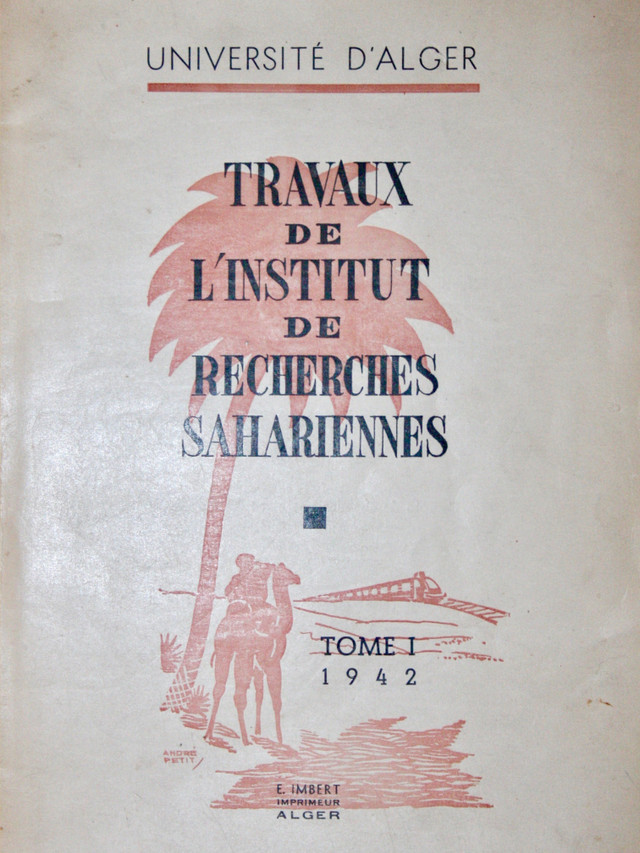 UNIVERSITÉ D'ALGER
TRAVAUX
DE
L'INSTITUT
DE
RECHERCHES
SAHARIENNES
TOME I
1942
ANDRÉ
PETIT
E. IMBERT
IMPRIMEUR
ALGER